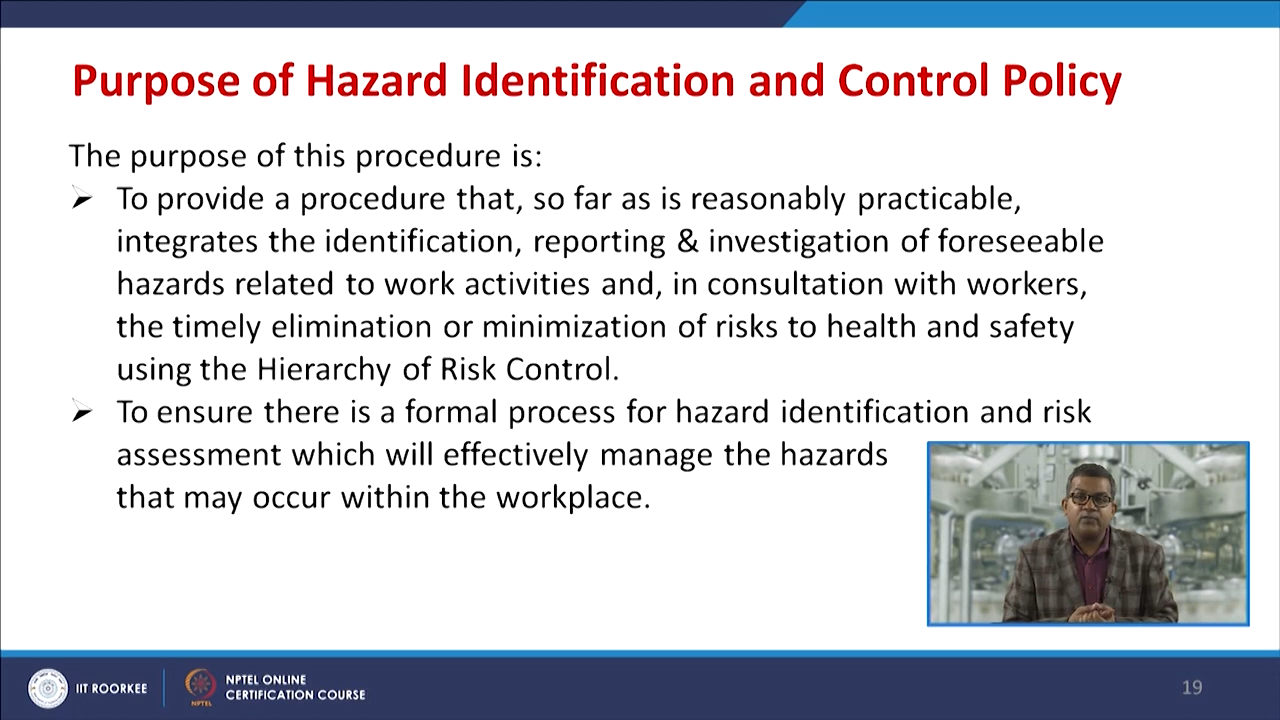 Purpose of Hazard Identification and Control Policy
The purpose of this procedure is:
➢ To provide a procedure that, so far as is reasonably practicable,
integrates the identification, reporting & investigation of foreseeable
hazards related to work activities and, in consultation with workers,
the timely elimination or minimization of risks to health and safety
using the Hierarchy of Risk Control.
➢ To ensure there is a formal process for hazard identification and risk
assessment which will effectively manage the hazards
that may occur within the workplace.
IIT ROORKEE
NPTEL
NPTEL ONLINE
CERTIFICATION COURSE
19